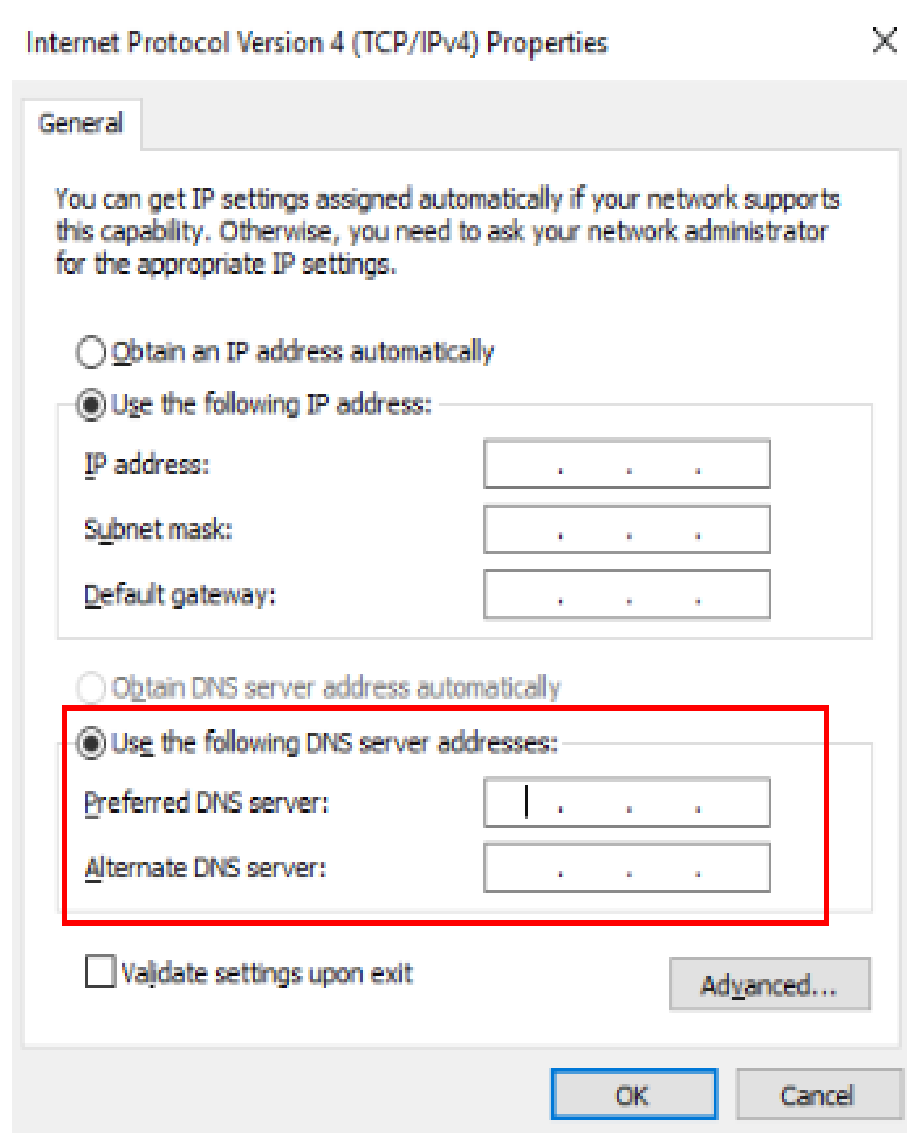 Internet Protocol Version 4 (TCP/IPv4) Properties
General
You can get IP settings assigned automatically if your network supports
this capability. Otherwise, you need to ask your network administrator
for the appropriate IP settings.
Obtain an IP address automatically
Use the following IP address:
IP address: . . .
Subnet mask: . . .
Default gateway: . . .
Obtain DNS server address automatically
Use the following DNS server addresses:
Preferred DNS server: . . .
Alternate DNS server: . . .
Validate settings upon exit
Advanced...
OK Cancel